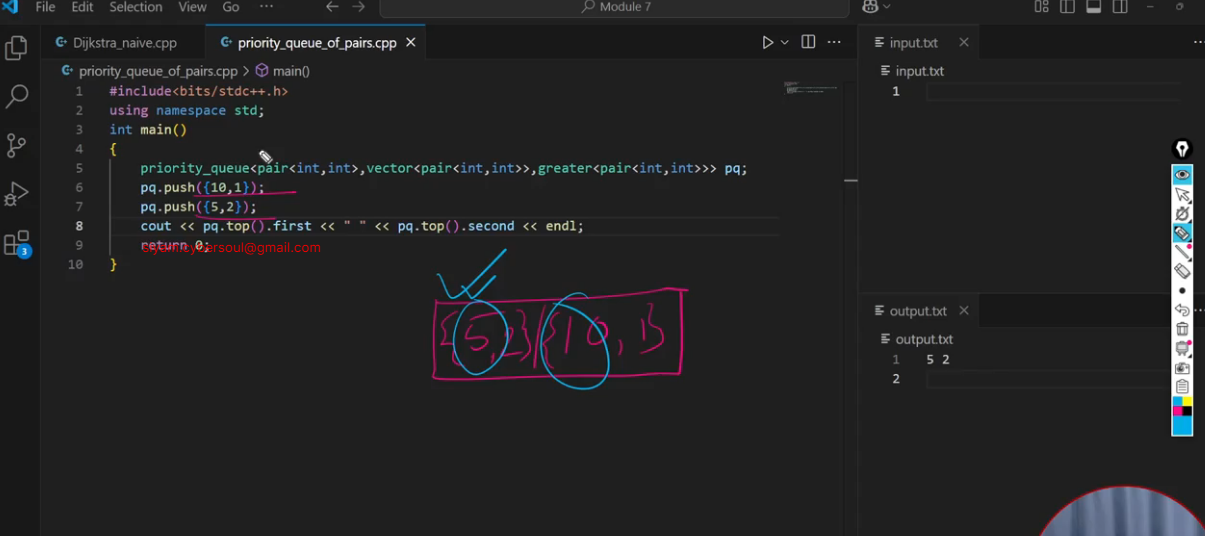 File Edit Selection View Go ··· Module 7
Dijkstra_naive.cpp priority_queue_of_pairs.cpp
priority_queue_of_pairs.cpp > main()
1 #include<bits/stdc++.h>
2 using namespace std;
3 int main()
4 {
5 priority_queue<pair<int,int>,vector<pair<int,int>>,greater<pair<int,int>>> pq;
6 pq.push({10,1});
7 pq.push({5,2});
8 cout << pq.top().first << " " << pq.top().second << endl;
9 return 0;
siyamcybersoul@gmail.com
10 }
{5,2}/{10,1}
3
input.txt
input.txt
1
output.txt
output.txt
1 5 2
2